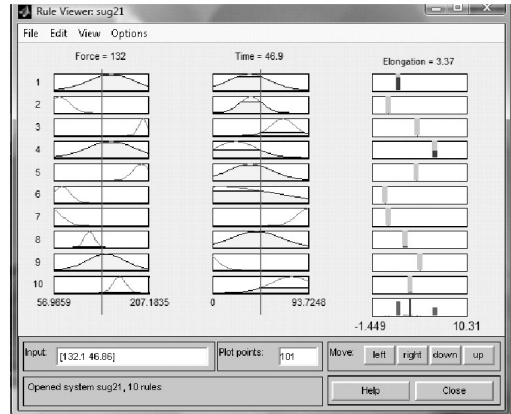 Rule Viewer: sug21
File Edit View Options
Force = 132 Time = 46.9 Elongation = 3.37
1
2
3
4
5
6
7
8
9
10
56.9859 207.1835 0 93.7248
-1.449 10.31
Input: [132.1 46.86] Plot points: 101 Move: left right down up
Opened system sug21, 10 rules Help Close